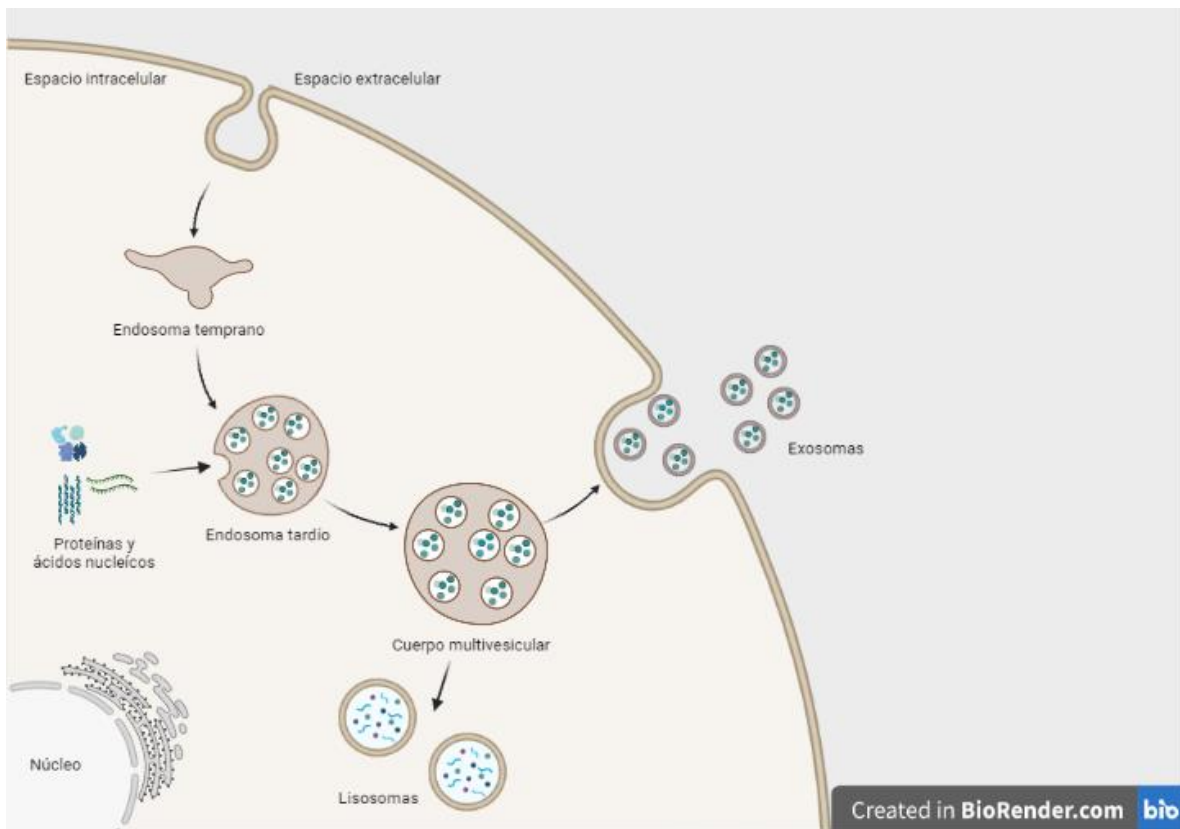 Espacio intracelular
Espacio extracelular
Endosoma temprano
Exosomas
Endosoma tardío
Proteínas y
ácidos nucleícos
Cuerpo multivesicular
Núcleo
Lisosomas
Created in BioRender.com bio